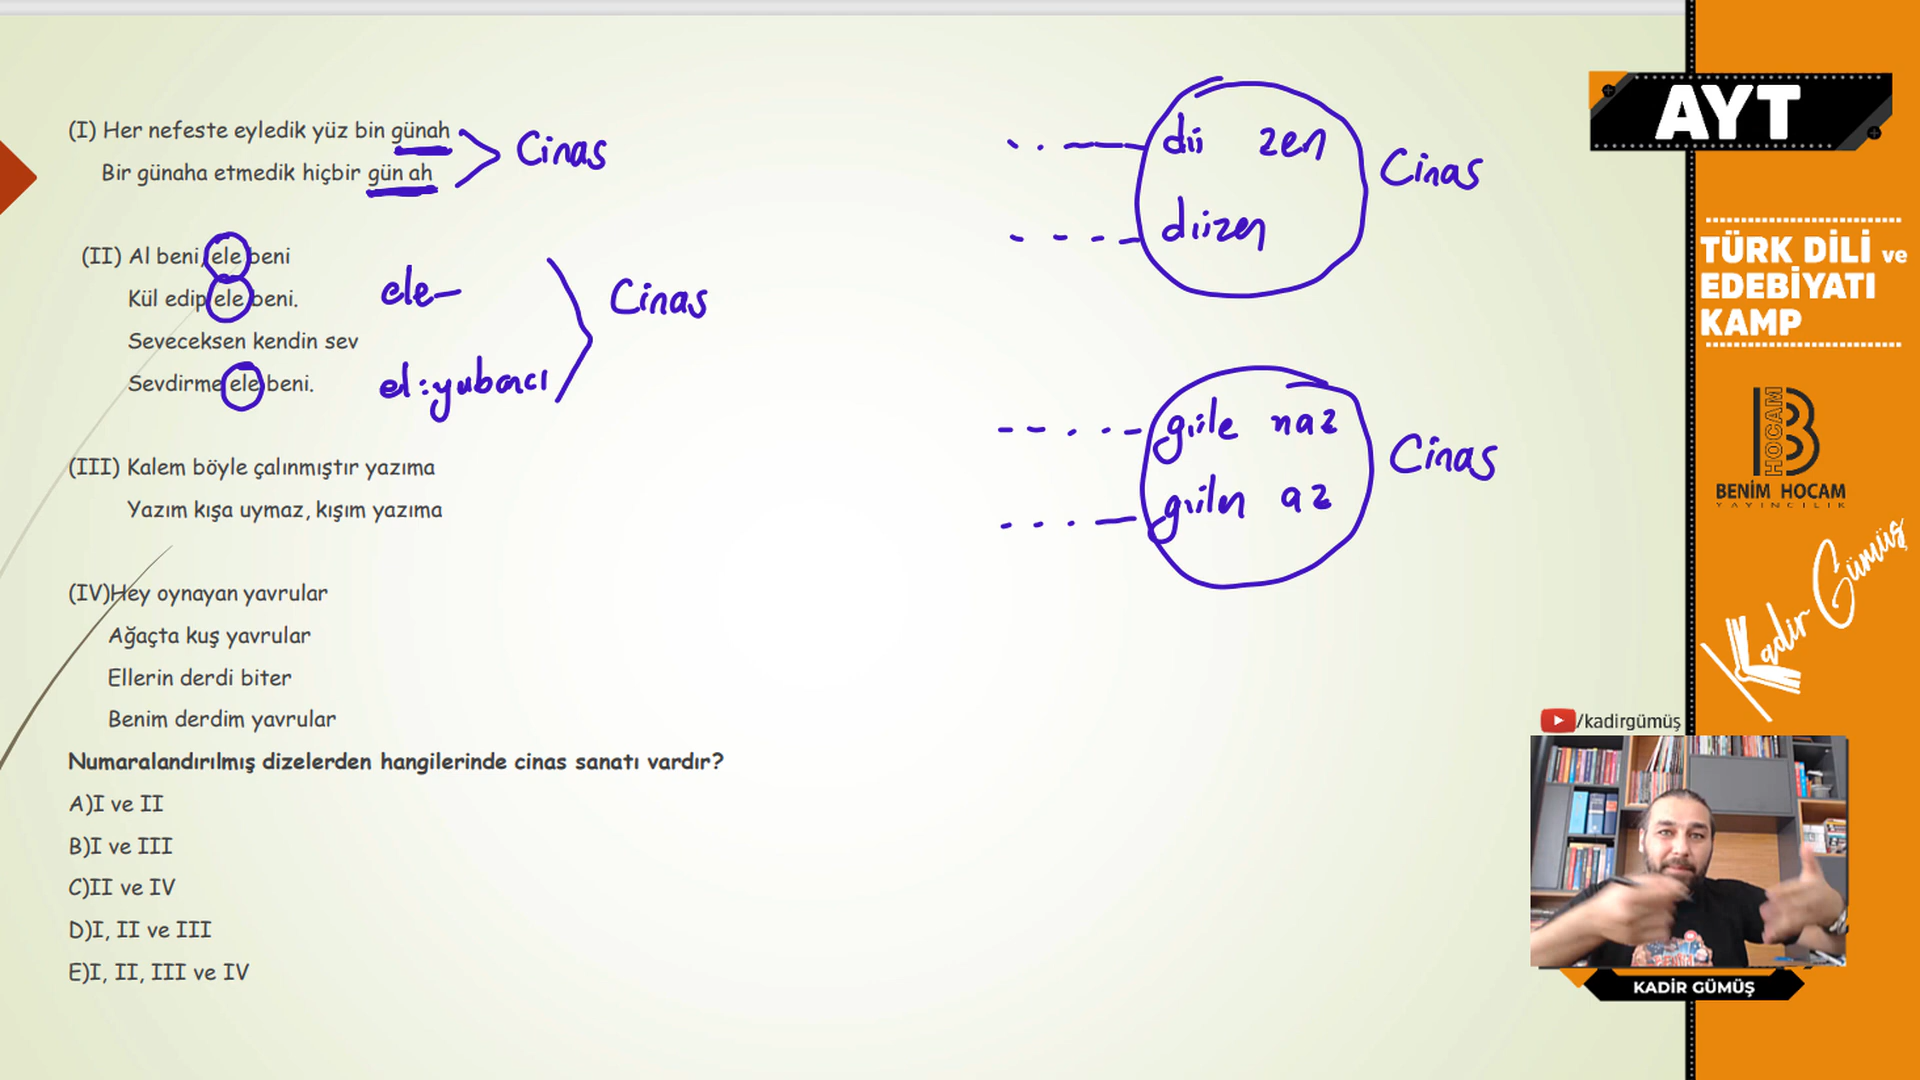 (I) Her nefeste eyledik yüz bin günah
Bir günaha etmedik hiçbir gün ah
Cinas
(II) Al beni, ele beni
Kül edip ele beni.
Seveceksen kendin sev
Sevdirme ele beni.
ele-
el: yabancı
Cinas
(III) Kalem böyle çalınmıştır yazıma
Yazım kışa uymaz, kışım yazıma
(IV)Hey oynayan yavrular
Ağaçta kuş yavrular
Ellerin derdi biter
Benim derdim yavrular
Numaralandırılmış dizelerden hangilerinde cinas sanatı vardır?
A)I ve II
B)I ve III
C)II ve IV
D)I, II ve III
E)I, II, III ve IV
dü zen
düzen
Cinas
güle naz
gülen az
Cinas
AYT
TÜRK DİLİ ve
EDEBİYATI
KAMP
HOCAM
BENİM HOCAM
YAYINCILIK
Kadir Gümüş
/kadirgümüş
KADİR GÜMÜŞ